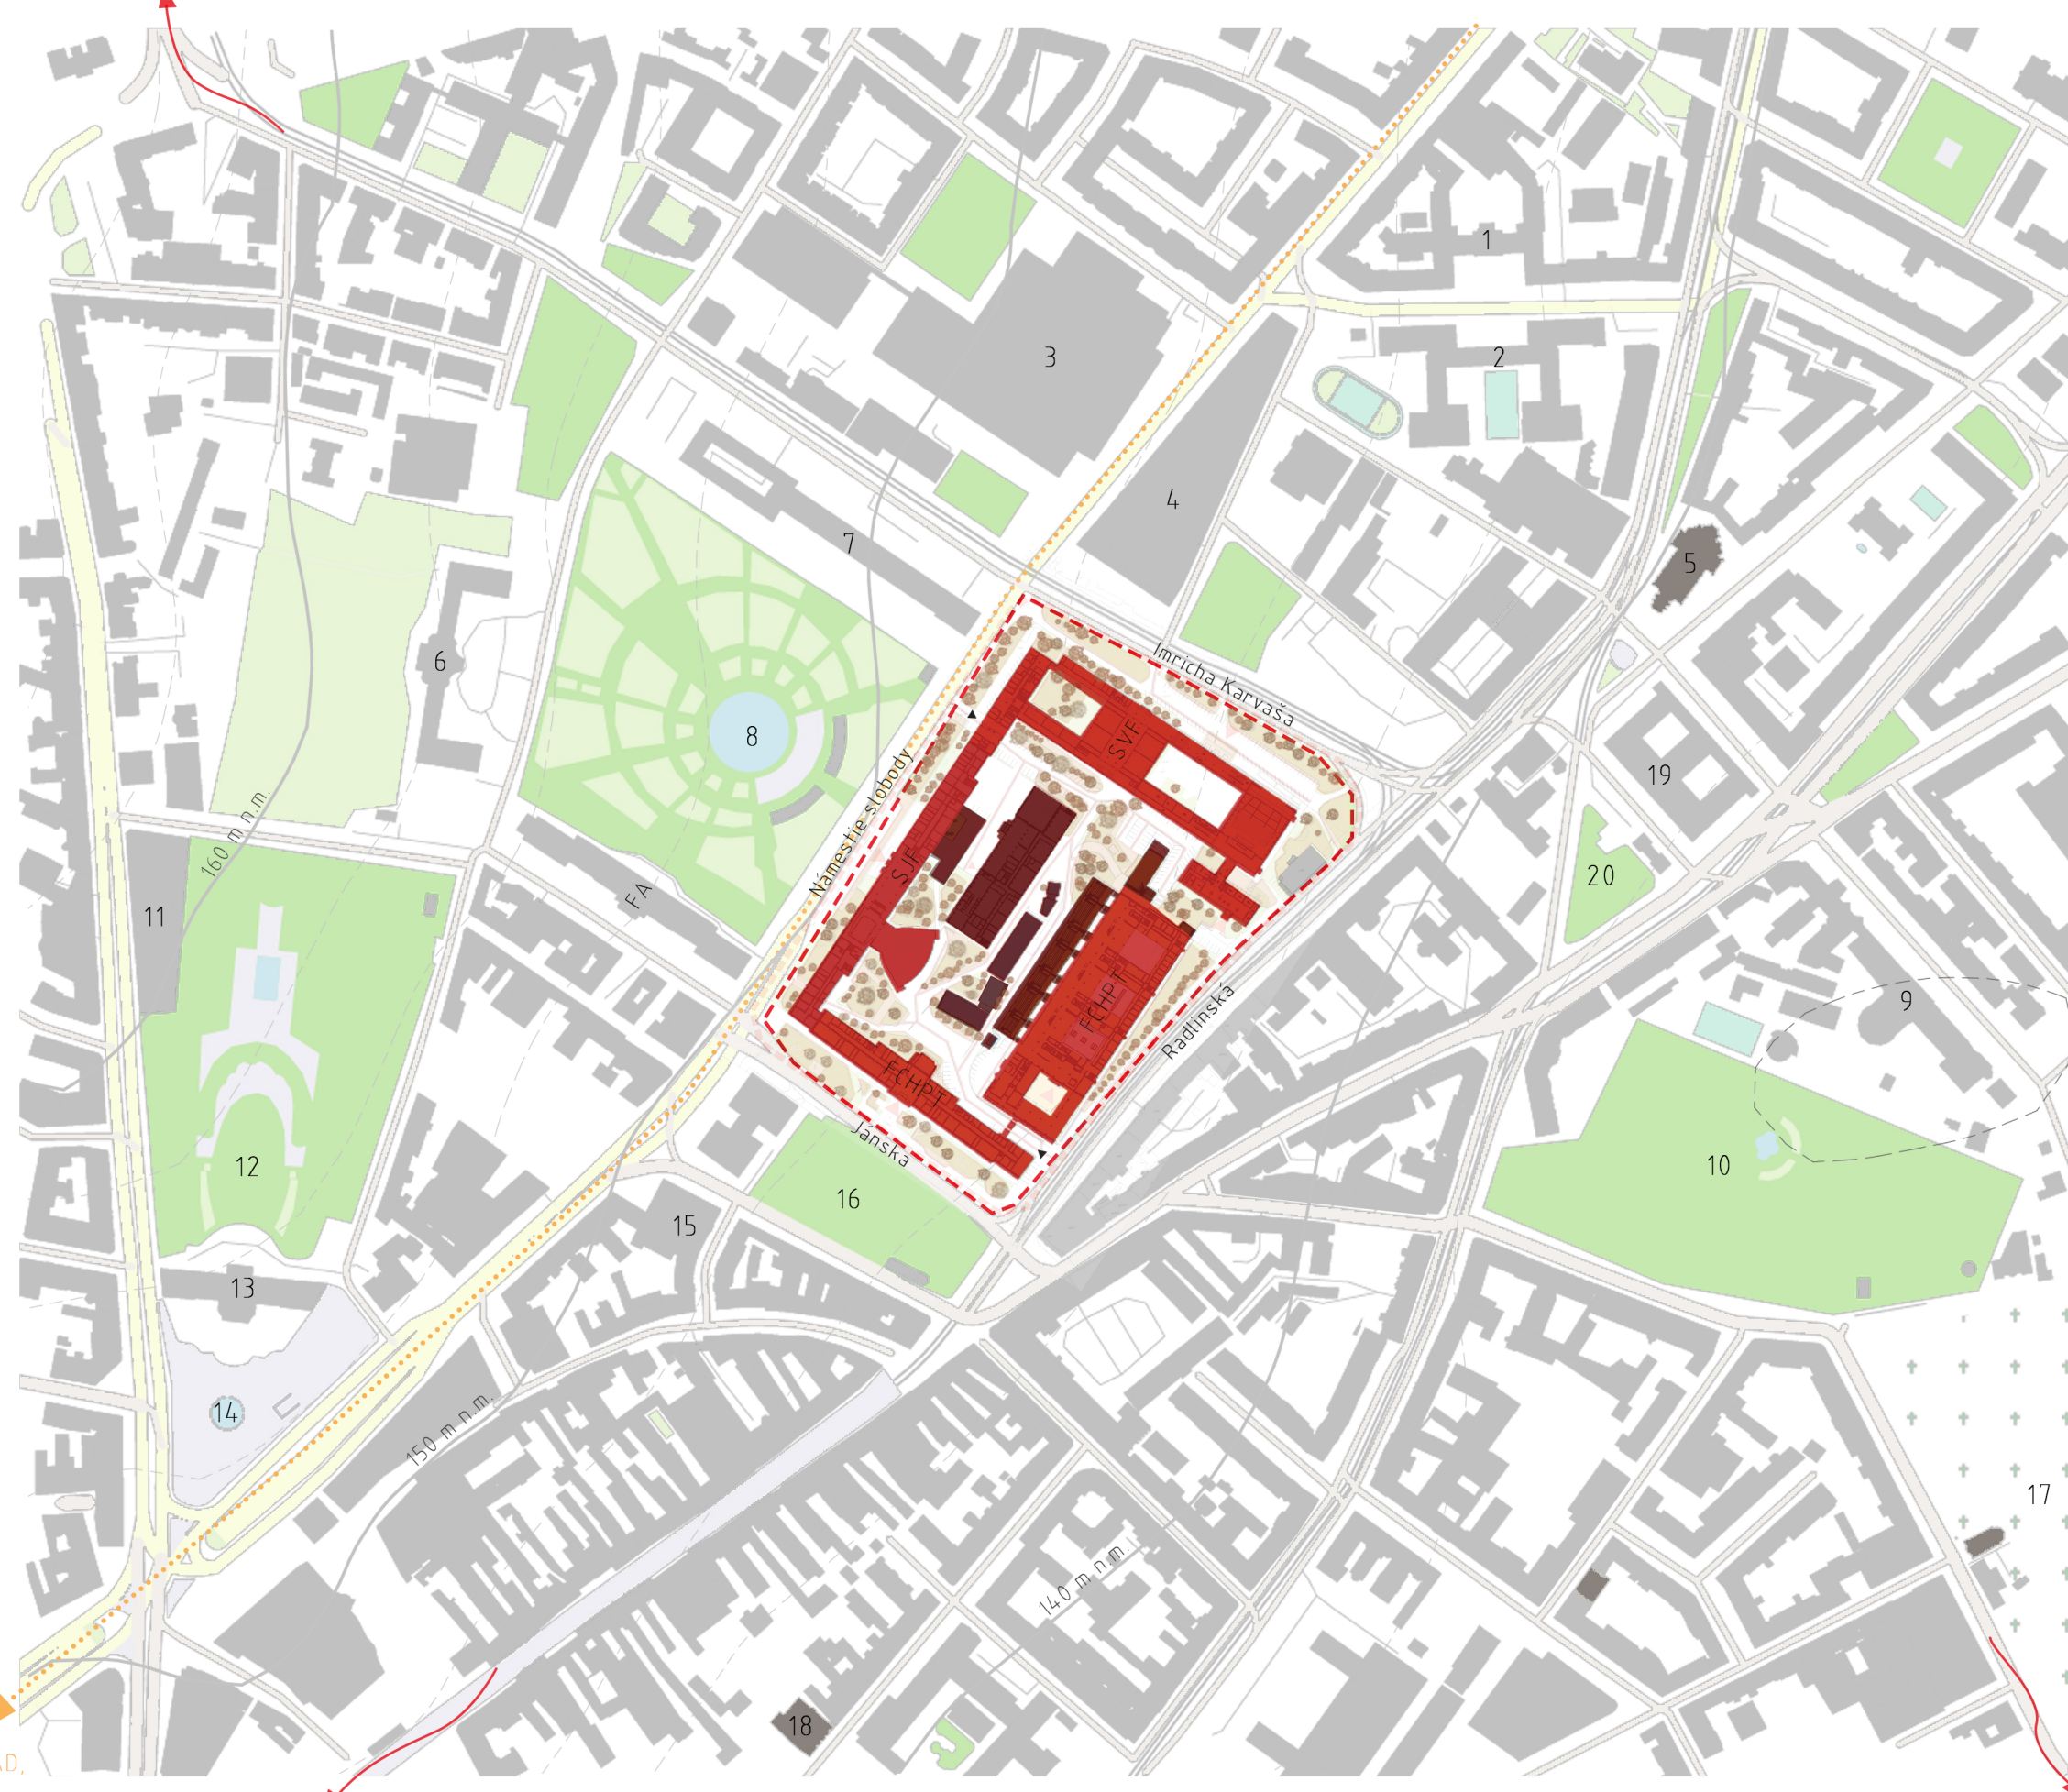 1
2
3
4
5
Imricha Karvaša
7
6
SVF
8
19
Námestie slobody
160 m n.m.
SJF
20
FA
11
FCHPT
9
Radlinská
FCHPT
Jánska
12
10
16
15
13
14
150 m n.m.
17
140 m n.m.
18
AD,